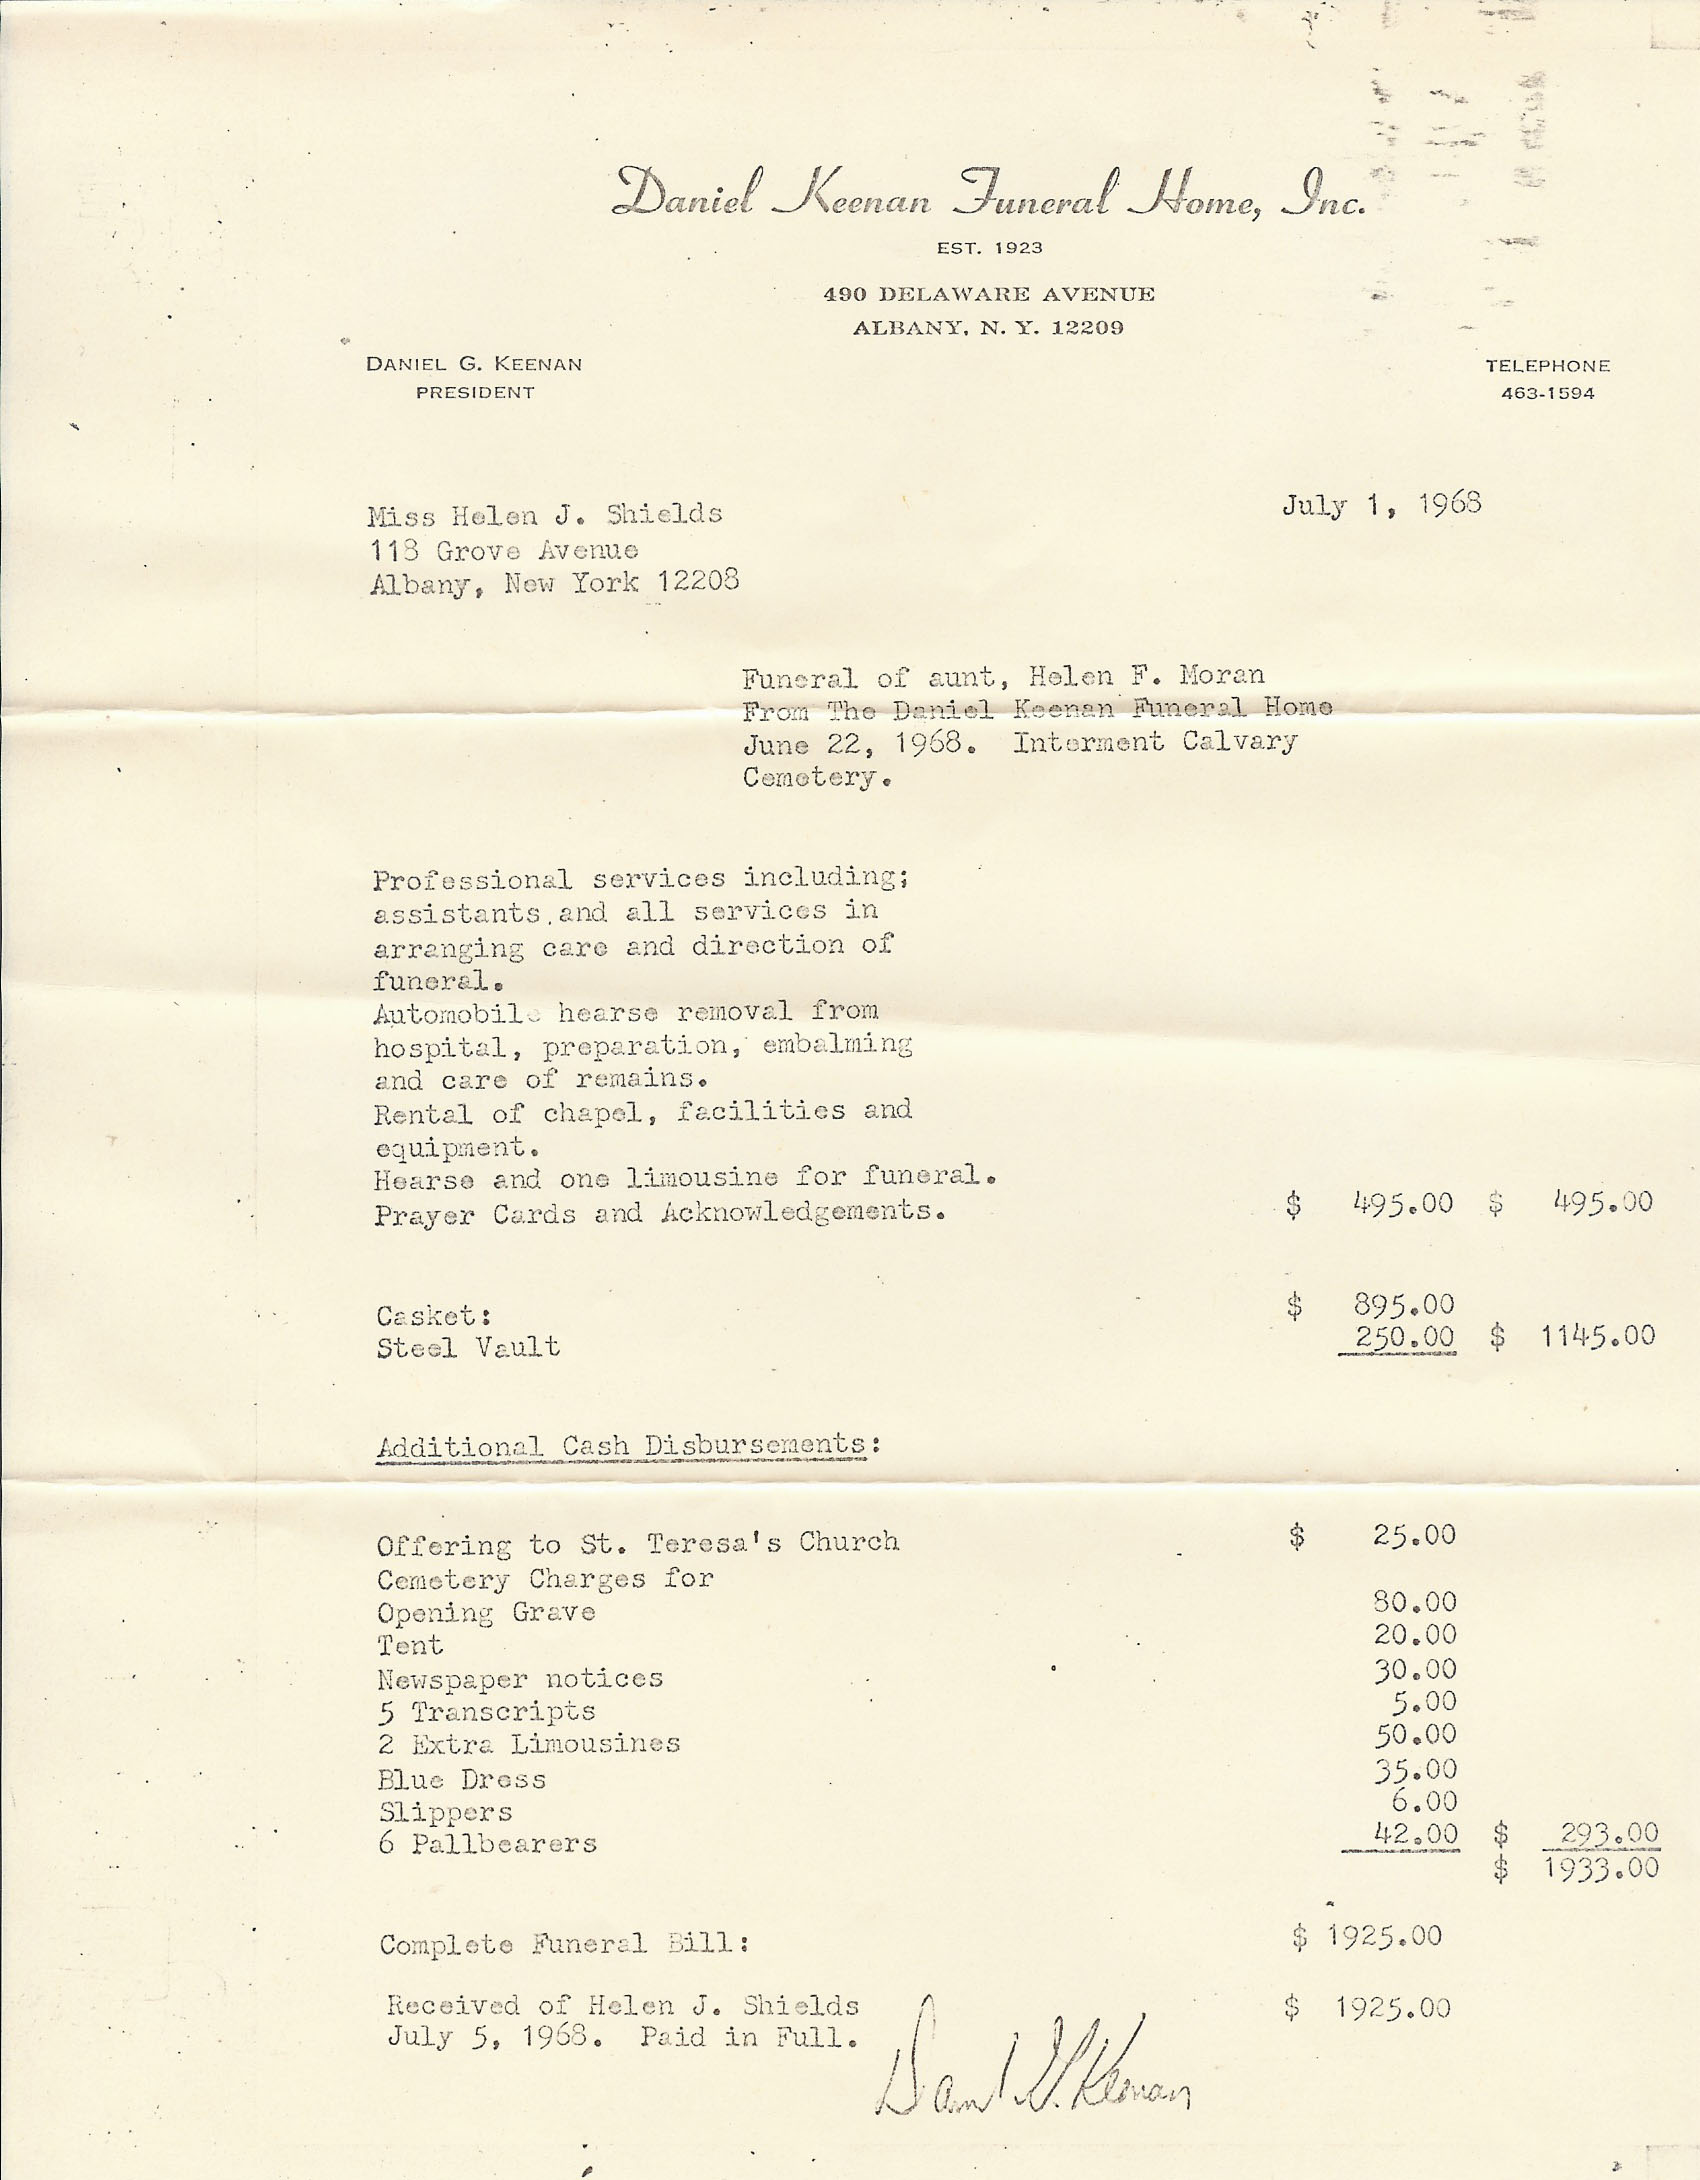 Daniel Keenan Funeral Home, Inc.
EST. 1923
490 DELAWARE AVENUE
ALBANY, N. Y. 12209
DANIEL G. KEENAN
PRESIDENT
TELEPHONE
463-1594
July 1, 1968
Miss Helen J. Shields
118 Grove Avenue
Albany, New York 12208
Funeral of aunt, Helen F. Moran
From The Daniel Keenan Funeral Home
June 22, 1968. Interment Calvary
Cemetery.
Professional services including;
assistants,and all services in
arranging care and direction of
funeral.
Automobile hearse removal from
hospital, preparation, embalming
and care of remains.
Rental of chapel, facilities and
equipment.
Hearse and one limousine for funeral.
Prayer Cards and Acknowledgements. $ 495.00 $ 495.00
Casket: $ 895.00
Steel Vault 250.00 $ 1145.00
Additional Cash Disbursements:
Offering to St. Teresa's Church $ 25.00
Cemetery Charges for
Opening Grave 80.00
Tent 20.00
Newspaper notices 30.00
5 Transcripts 5.00
2 Extra Limousines 50.00
Blue Dress 35.00
Slippers 6.00
6 Pallbearers 42.00 $ 293.00
$ 1933.00
Complete Funeral Bill: $ 1925.00
Received of Helen J. Shields $ 1925.00
July 5, 1968. Paid in Full.
Daniel G. Keenan